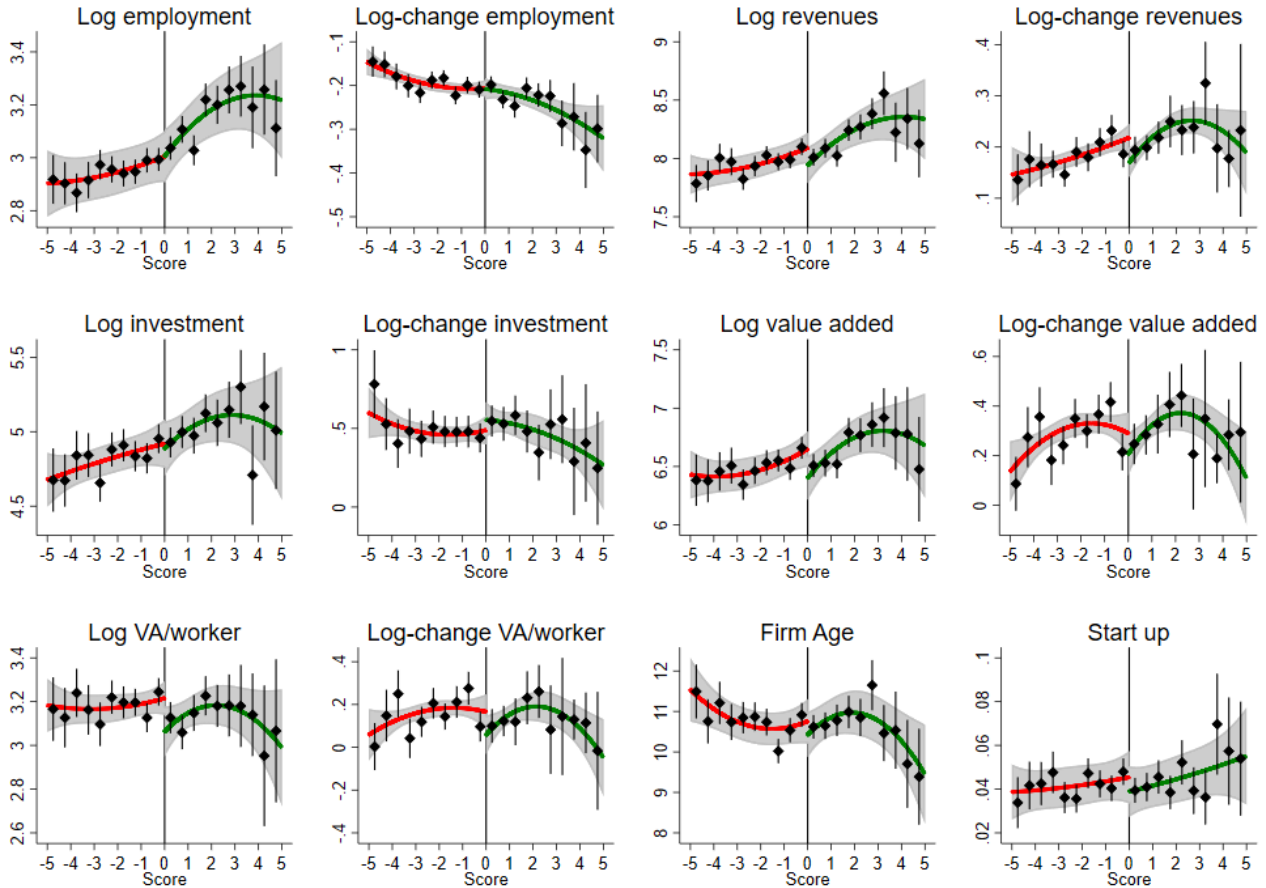 Log employment
3.4
3.2
3
2.8
-5 -4 -3 -2 -1 0 1 2 3 4 5
Score
Log-change employment
-.1
-.2
-.3
-.4
-.5
-5 -4 -3 -2 -1 0 1 2 3 4 5
Score
Log revenues
9
8.5
8
7.5
-5 -4 -3 -2 -1 0 1 2 3 4 5
Score
Log-change revenues
.4
.3
.2
.1
-5 -4 -3 -2 -1 0 1 2 3 4 5
Score
Log investment
5.5
5
4.5
-5 -4 -3 -2 -1 0 1 2 3 4 5
Score
Log-change investment
1
.5
0
-5 -4 -3 -2 -1 0 1 2 3 4 5
Score
Log value added
7.5
7
6.5
6
-5 -4 -3 -2 -1 0 1 2 3 4 5
Score
Log-change value added
.6
.4
.2
0
-5 -4 -3 -2 -1 0 1 2 3 4 5
Score
Log VA/worker
3.4
3.2
3
2.8
2.6
-5 -4 -3 -2 -1 0 1 2 3 4 5
Score
Log-change VA/worker
.4
.2
0
-.2
-.4
-5 -4 -3 -2 -1 0 1 2 3 4 5
Score
Firm Age
12
11
10
9
8
-5 -4 -3 -2 -1 0 1 2 3 4 5
Score
Start up
.1
.08
.06
.04
.02
-5 -4 -3 -2 -1 0 1 2 3 4 5
Score